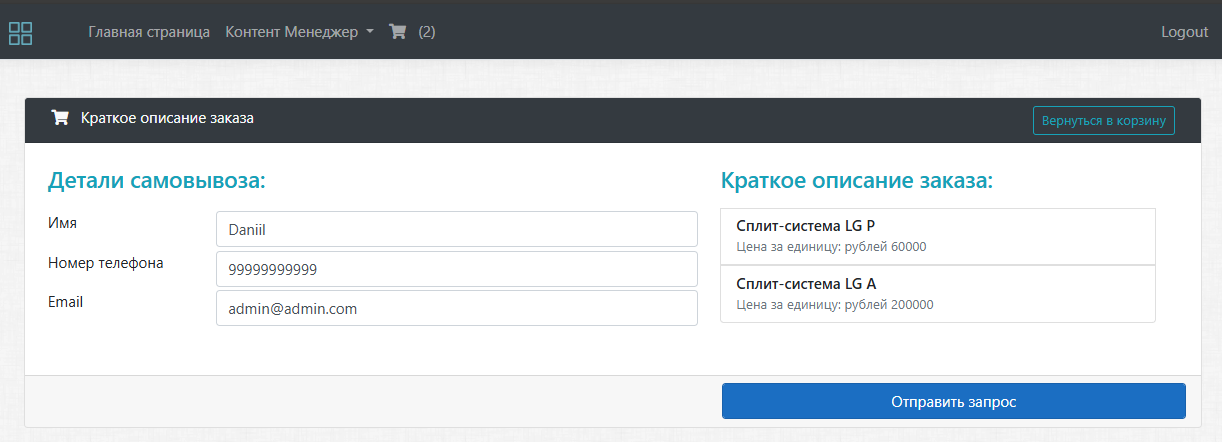 Главная страница Контент Менеджер (2) Logout
Краткое описание заказа Вернуться в корзину
Детали самовывоза:
Имя Daniil
Номер телефона 99999999999
Email admin@admin.com
Краткое описание заказа:
Сплит-система LG P
Цена за единицу: рублей 60000
Сплит-система LG A
Цена за единицу: рублей 200000
Отправить запрос